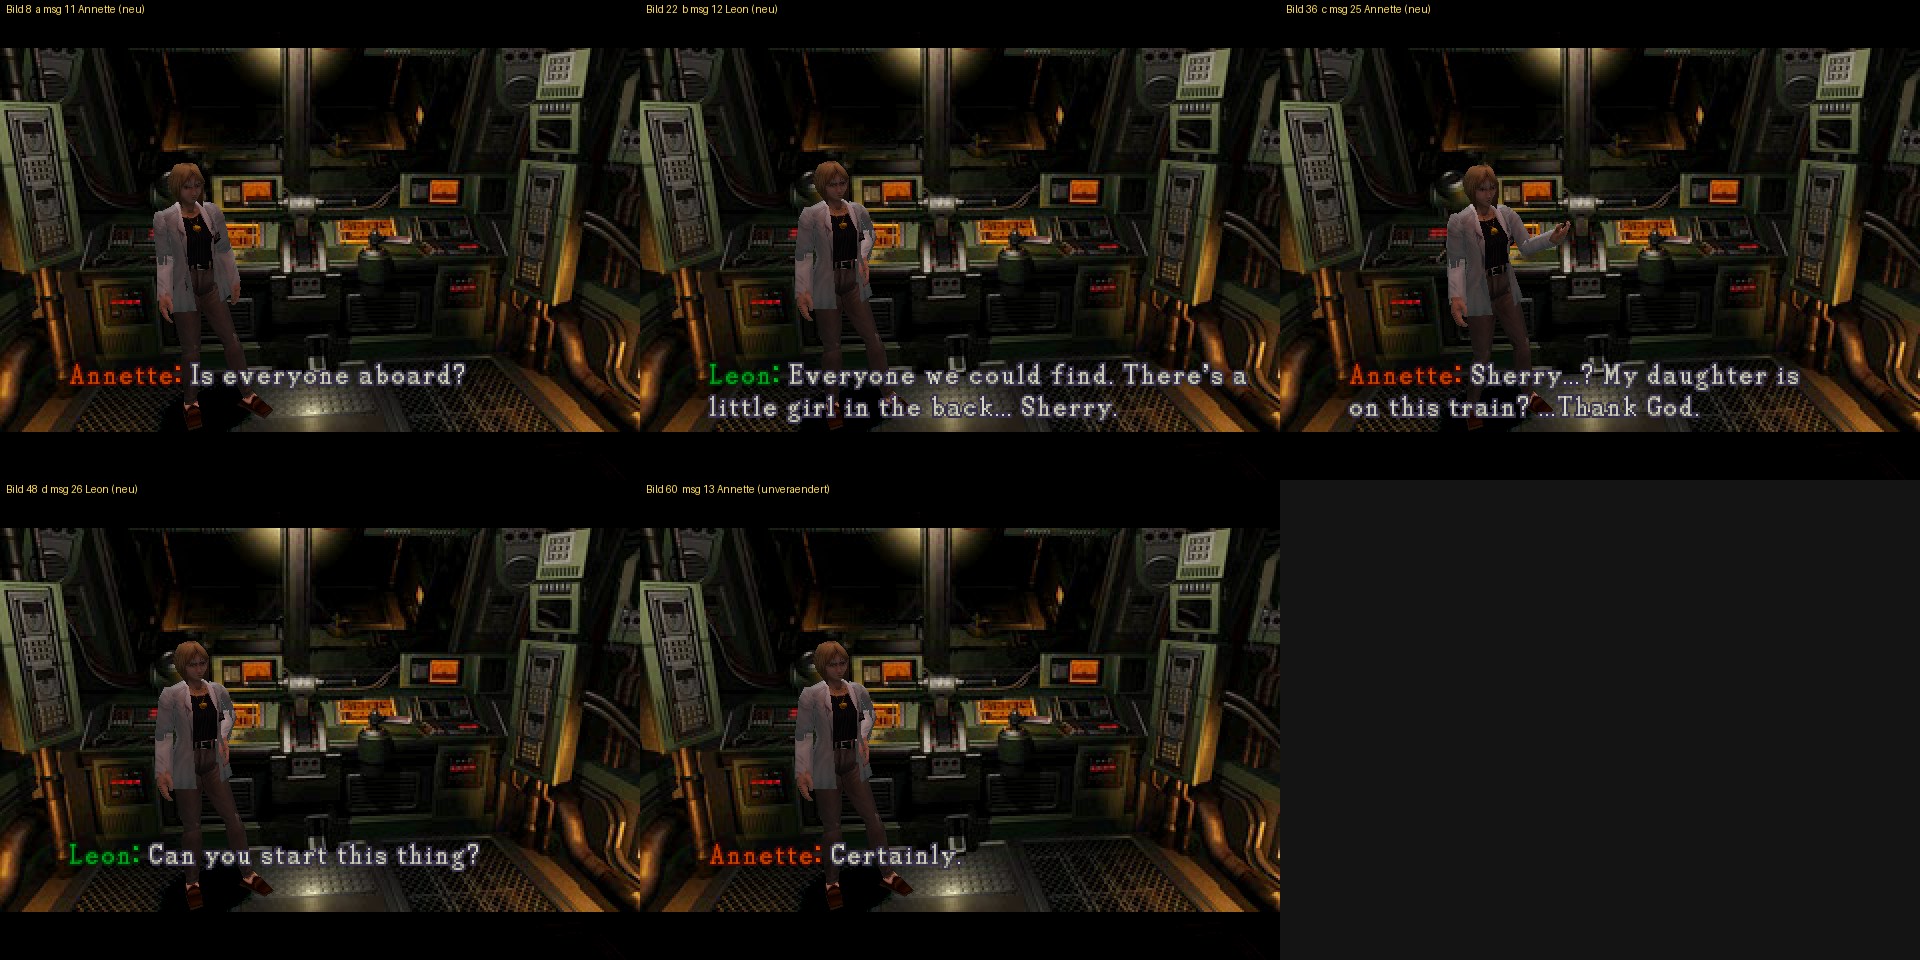 Bild 8 a msg 11 Annette (neu)
Annette: Is everyone aboard?
Bild 22 b msg 12 Leon (neu)
Leon: Everyone we could find. There's a
little girl in the back... Sherry.
Bild 36 c msg 25 Annette (neu)
Annette: Sherry...? My daughter is
on this train? ...Thank God.
Bild 48 d msg 26 Leon (neu)
Leon: Can you start this thing?
Bild 60 msg 13 Annette (unveraendert)
Annette: Certainly.